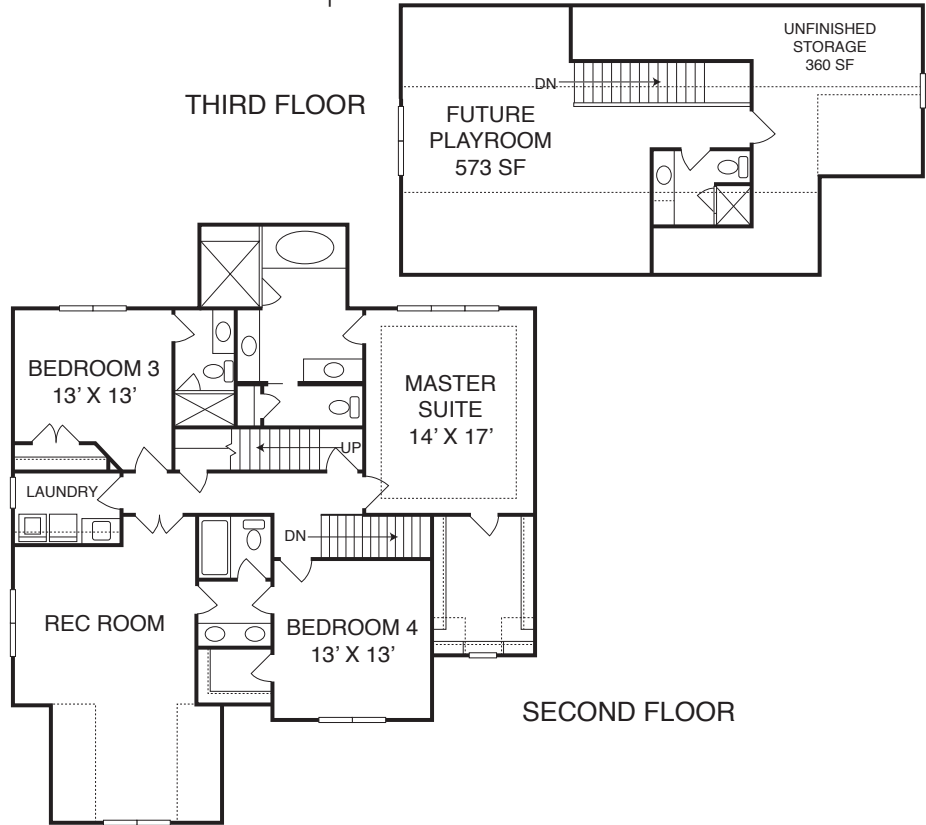 THIRD FLOOR
UNFINISHED
STORAGE
360 SF
DN
FUTURE
PLAYROOM
573 SF
BEDROOM 3
13’ X 13’
MASTER
SUITE
14’ X 17’
UP
LAUNDRY
DN
REC ROOM
BEDROOM 4
13’ X 13’
SECOND FLOOR